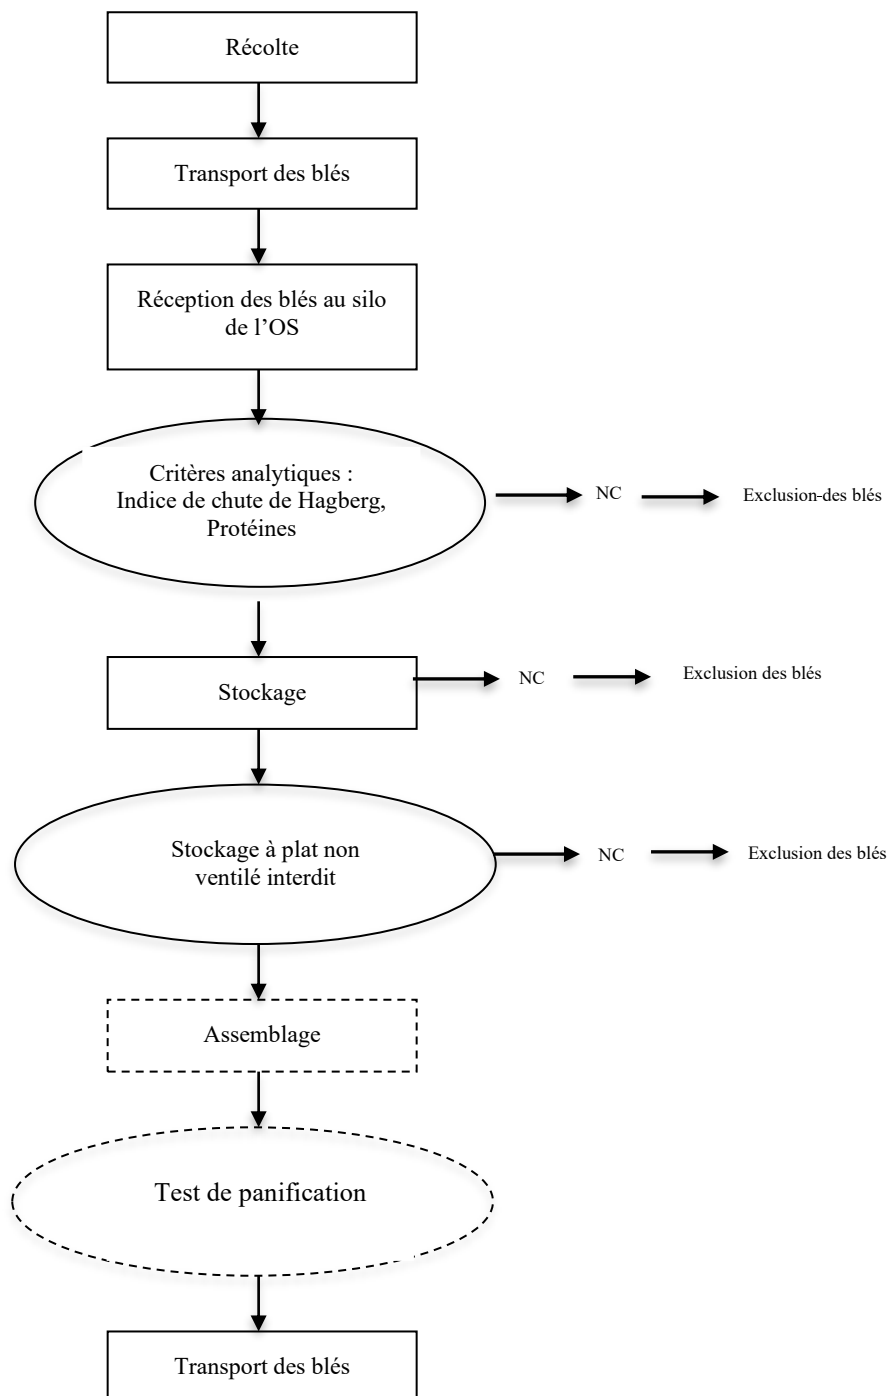 Récolte
Transport des blés
Réception des blés au silo
de l'OS
Critères analytiques :
Indice de chute de Hagberg,
Protéines
NC
Exclusion-des blés
Stockage
NC
Exclusion des blés
Stockage à plat non
ventilé interdit
NC
Exclusion des blés
Assemblage
Test de panification
Transport des blés